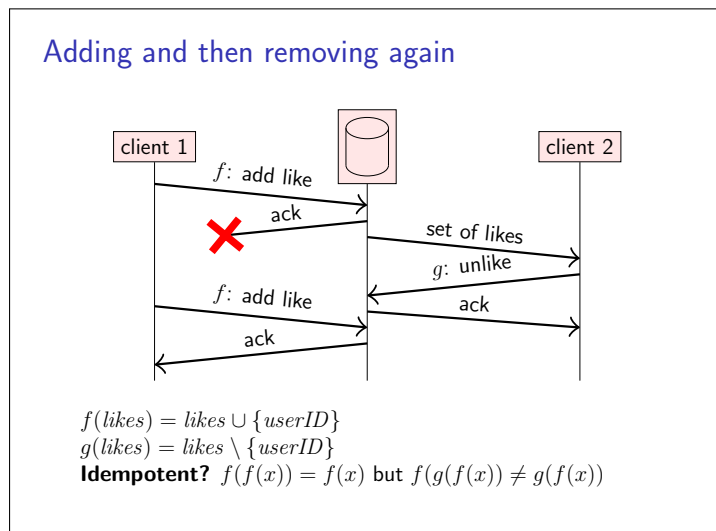 Adding and then removing again
client 1
client 2
f: add like
ack
set of likes
g: unlike
f: add like
ack
ack
f(likes) = likes ∪ {userID}
g(likes) = likes \ {userID}
Idempotent? f(f(x)) = f(x) but f(g(f(x)) ≠ g(f(x))